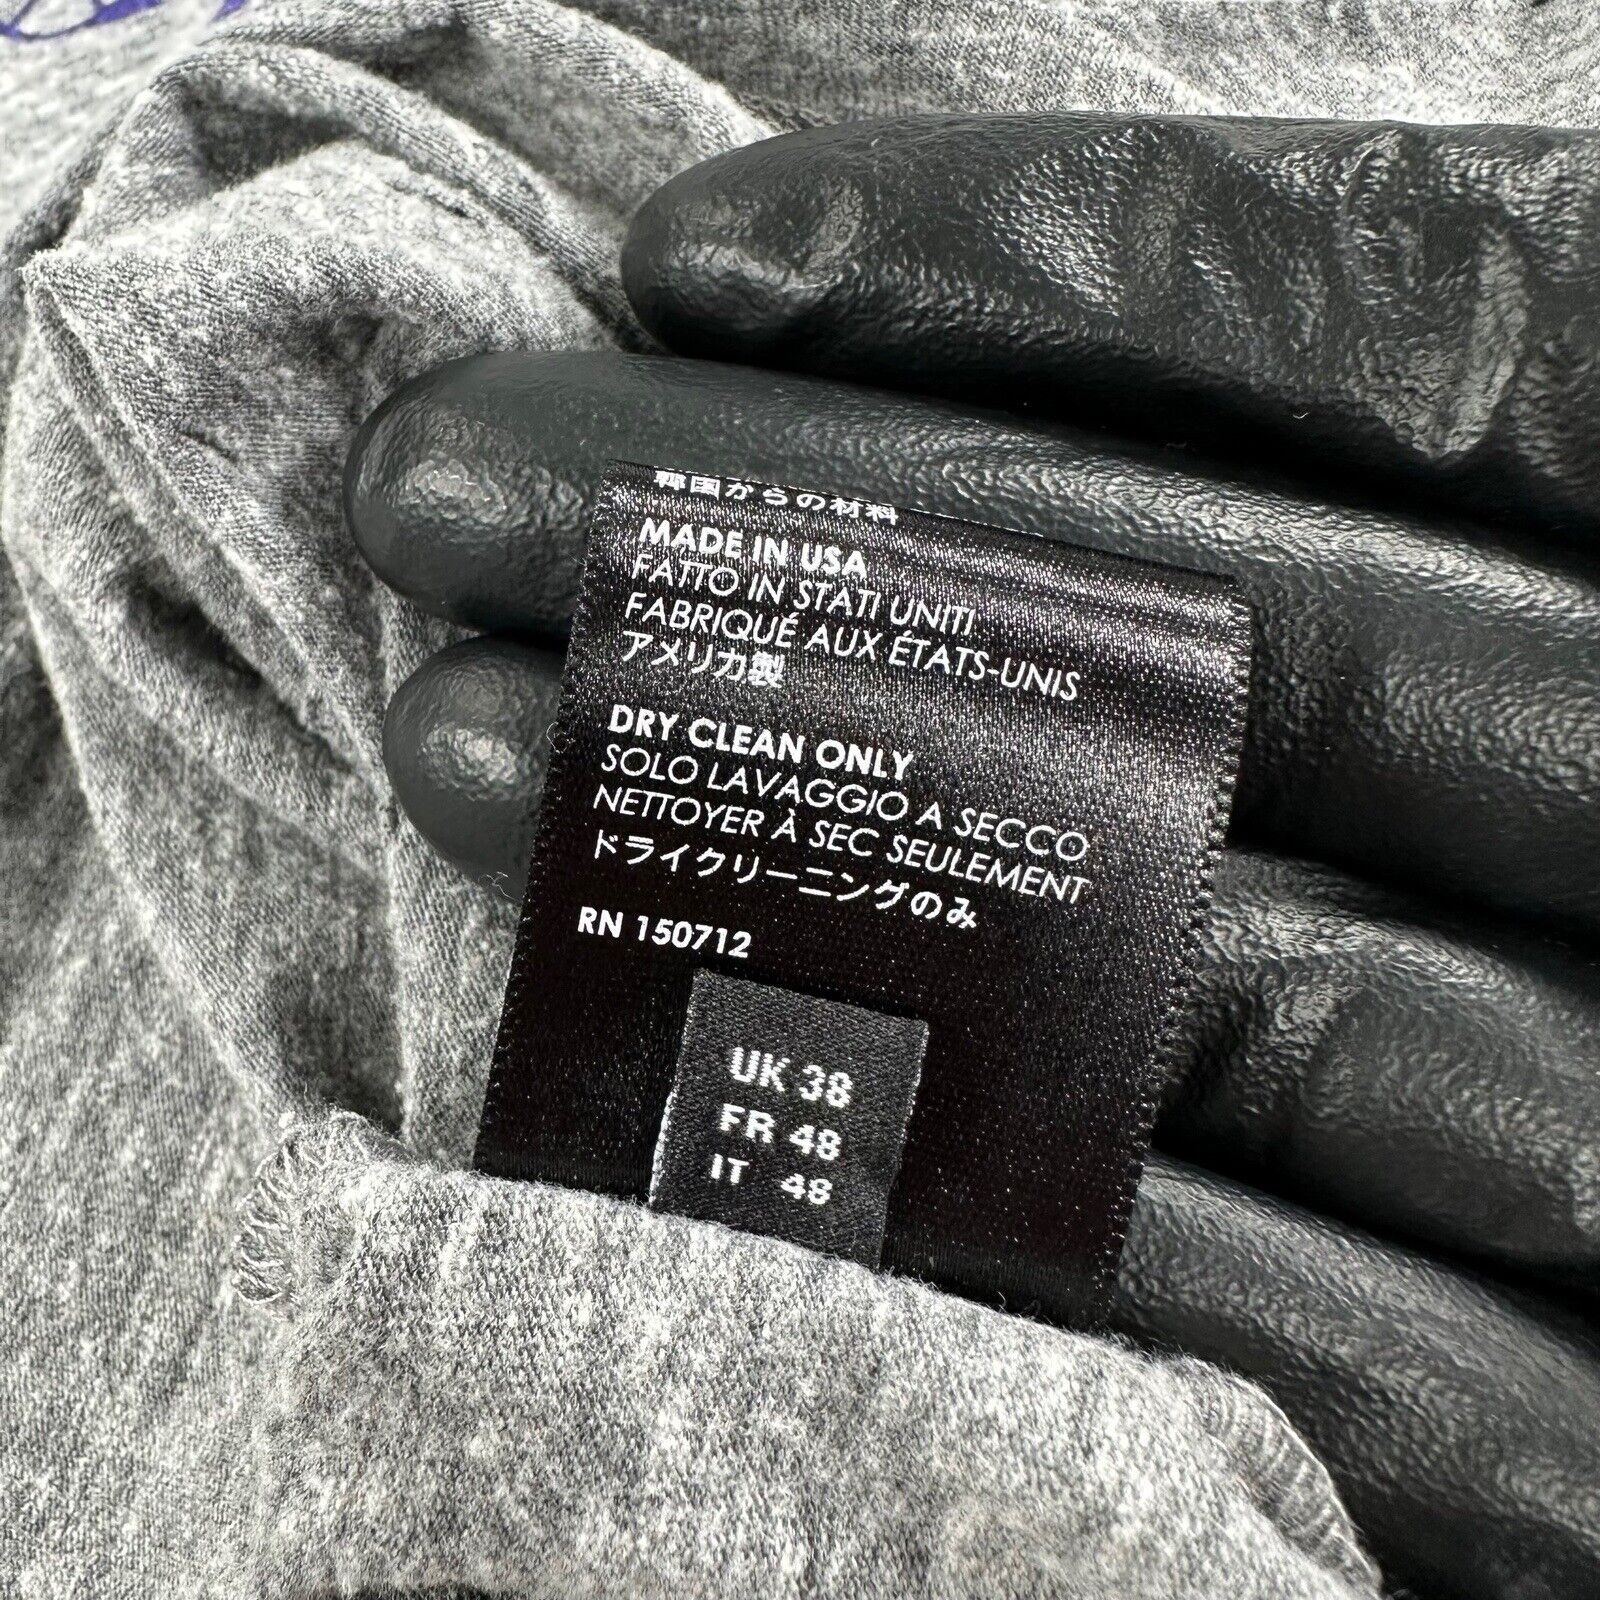 韓国からの材料
MADE IN USA
FATTO IN STATI UNITI
FABRIQUÉ AUX ÉTATS-UNIS
アメリカ製
DRY CLEAN ONLY
SOLO LAVAGGIO A SECCO
NETTOYER À SEC SEULEMENT
ドライクリーニングのみ
RN 150712
UK 38
FR 48
IT 48